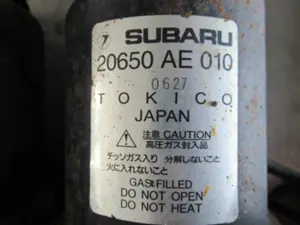 SUBARU
20650 AE 010
0627
TOKICO
JAPAN
注意 CAUTION
高圧ガス封入品
チッソガス入り 分解しないこと
火に入れないこと
GAS FILLED
DO NOT OPEN
DO NOT HEAT